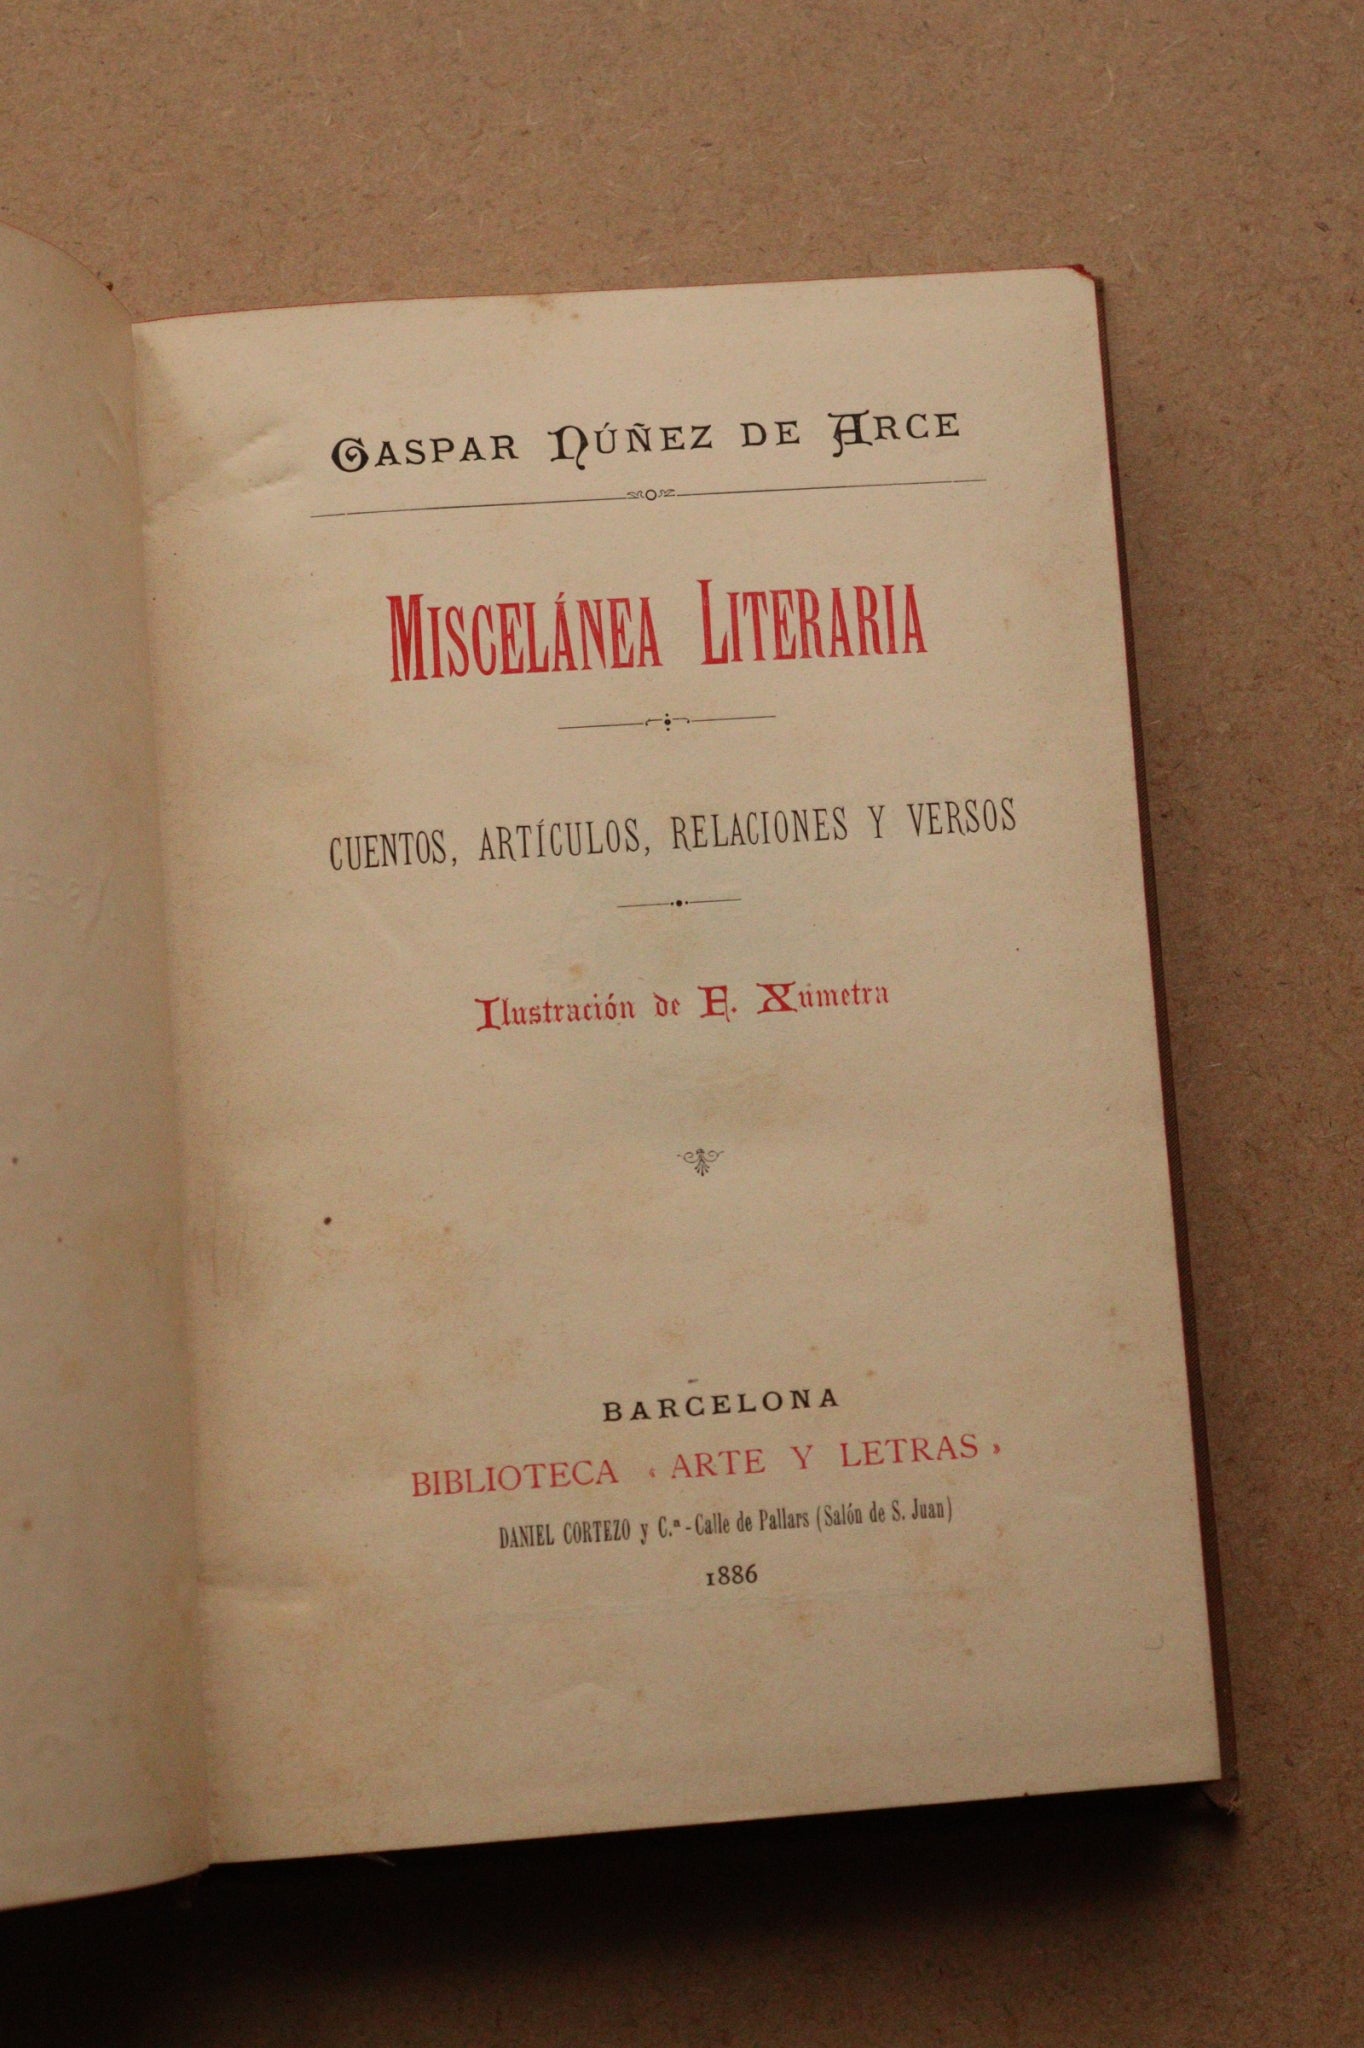 GASPAR NÚÑEZ DE ARCE
MISCELÁNEA LITERARIA
CUENTOS, ARTÍCULOS, RELACIONES Y VERSOS
Ilustración de E. Xúmetra
BARCELONA
BIBLIOTECA «ARTE Y LETRAS»
DANIEL CORTEZO y C.ª - Calle de Pallars (Salón de S. Juan)
1886